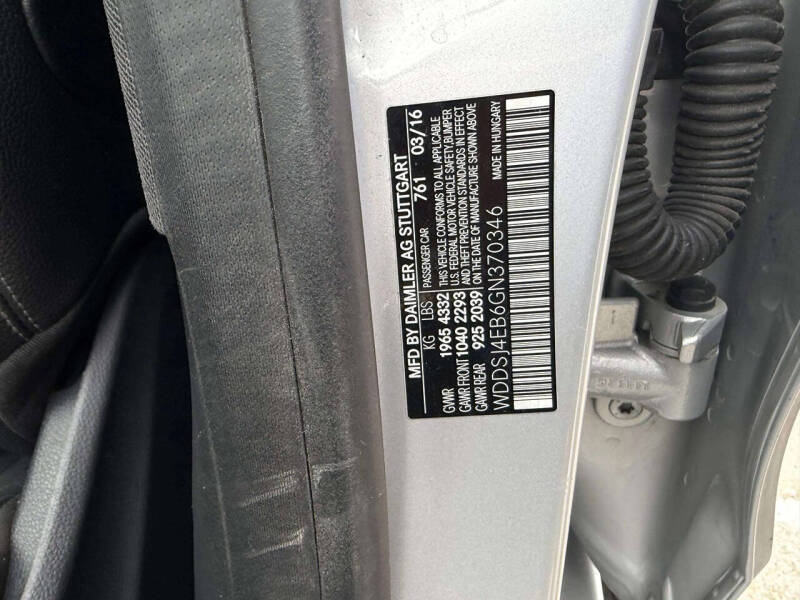 MFD BY DAIMLER AG STUTTGART
KG LBS PASSENGER CAR 761 03/16
GVWR 1965 4332 THIS VEHICLE CONFORMS TO ALL APPLICABLE
U.S. FEDERAL MOTOR VEHICLE SAFETY, BUMPER
GAWR FRONT 1040 2293 AND THEFT PREVENTION STANDARDS IN EFFECT
GAWR REAR 925 2039 ON THE DATE OF MANUFACTURE SHOWN ABOVE
MADE IN HUNGARY
WDDSJ4EB6GN370346